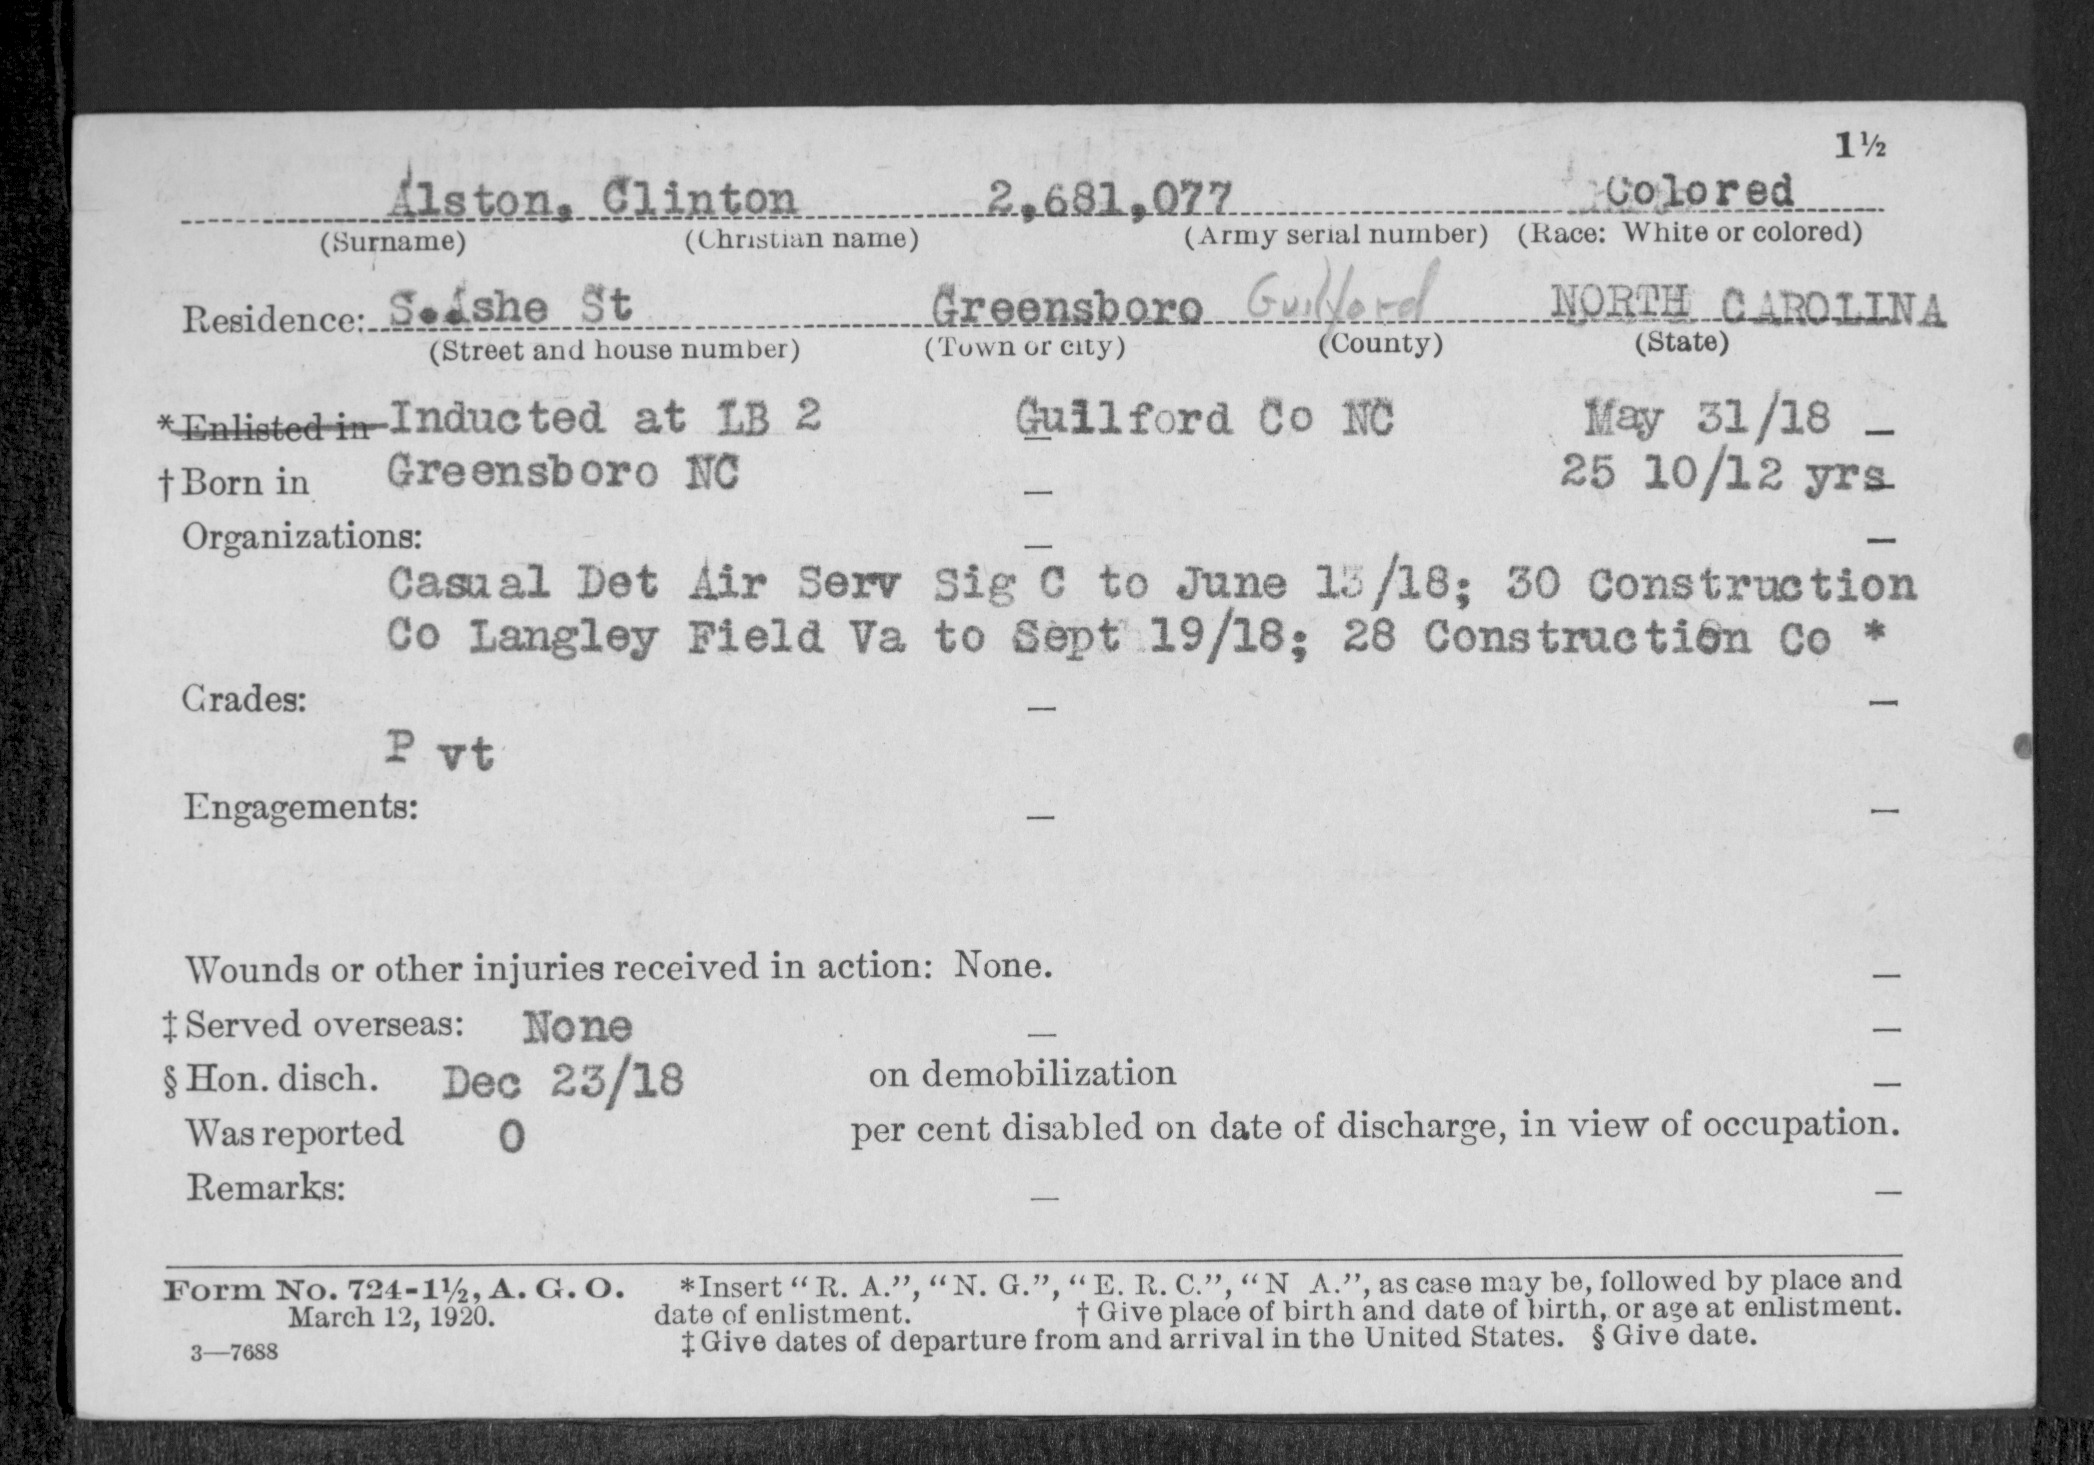 1½
Alston, Clinton 2,681,077 Colored
(Surname) (Christian name) (Army serial number) (Race: White or colored)
Residence: S.Ashe St Greensboro Guilford NORTH CAROLINA
(Street and house number) (Town or city) (County) (State)
*Enlisted in Inducted at LB 2 Guilford Co NC May 31/18 —
†Born in Greensboro NC — 25 10/12 yrs
Organizations: — —
Casual Det Air Serv Sig C to June 13/18; 30 Construction
Co Langley Field Va to Sept 19/18; 28 Construction Co *
Grades: — —
P vt
Engagements: — —
Wounds or other injuries received in action: None. —
‡Served overseas: None — —
§Hon. disch. Dec 23/18 on demobilization —
Was reported 0 per cent disabled on date of discharge, in view of occupation.
Remarks: — —
Form No. 724-1½, A. G. O. *Insert "R. A.", "N. G.", "E. R. C.", "N A.", as case may be, followed by place and
March 12, 1920. date of enlistment. †Give place of birth and date of birth, or age at enlistment.
3—7688 ‡Give dates of departure from and arrival in the United States. §Give date.